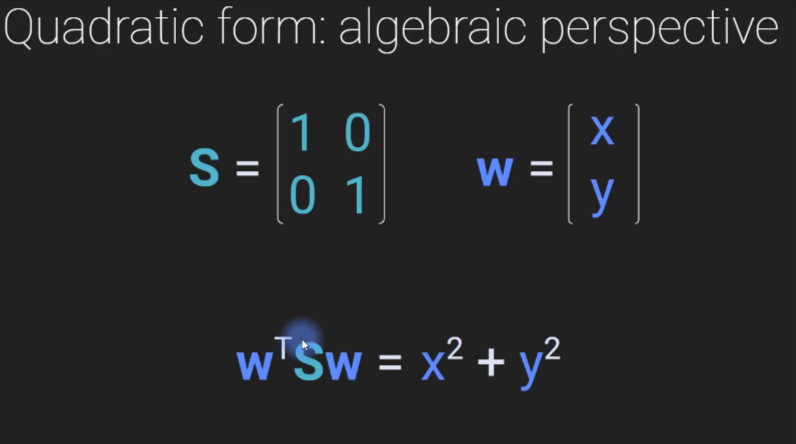 Quadratic form: algebraic perspective
S = [1 0
0 1]
w = [x
y]
wᵀSw = x² + y²